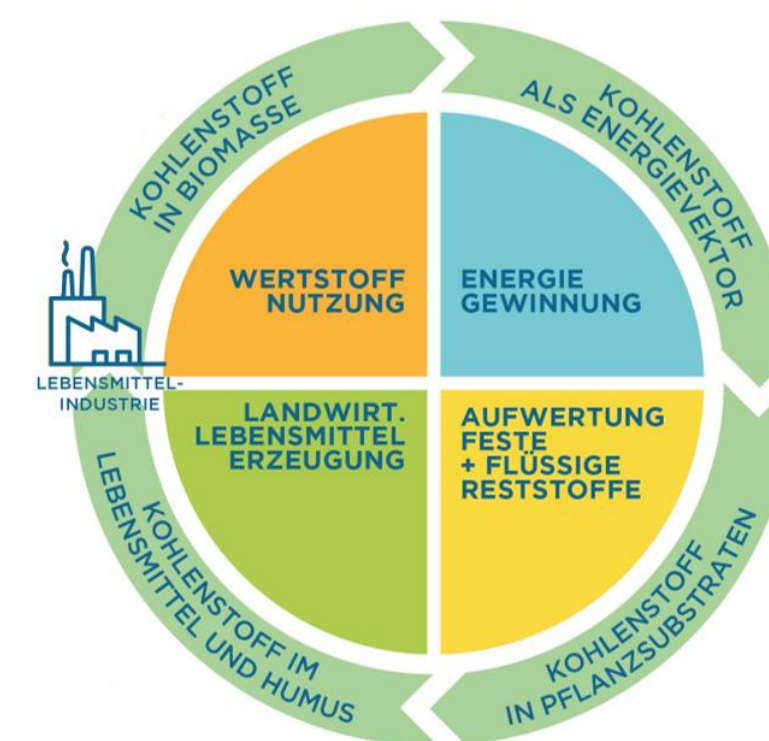 KOHLENSTOFF
IN BIOMASSE
KOHLENSTOFF
ALS ENERGIEVEKTOR
WERTSTOFF
NUTZUNG
ENERGIE
GEWINNUNG
LEBENSMITTEL-
INDUSTRIE
LANDWIRT.
LEBENSMITTEL
ERZEUGUNG
AUFWERTUNG
FESTE
+ FLÜSSIGE
RESTSTOFFE
KOHLENSTOFF IM
LEBENSMITTEL UND HUMUS
KOHLENSTOFF
IN PFLANZSUBSTRATEN